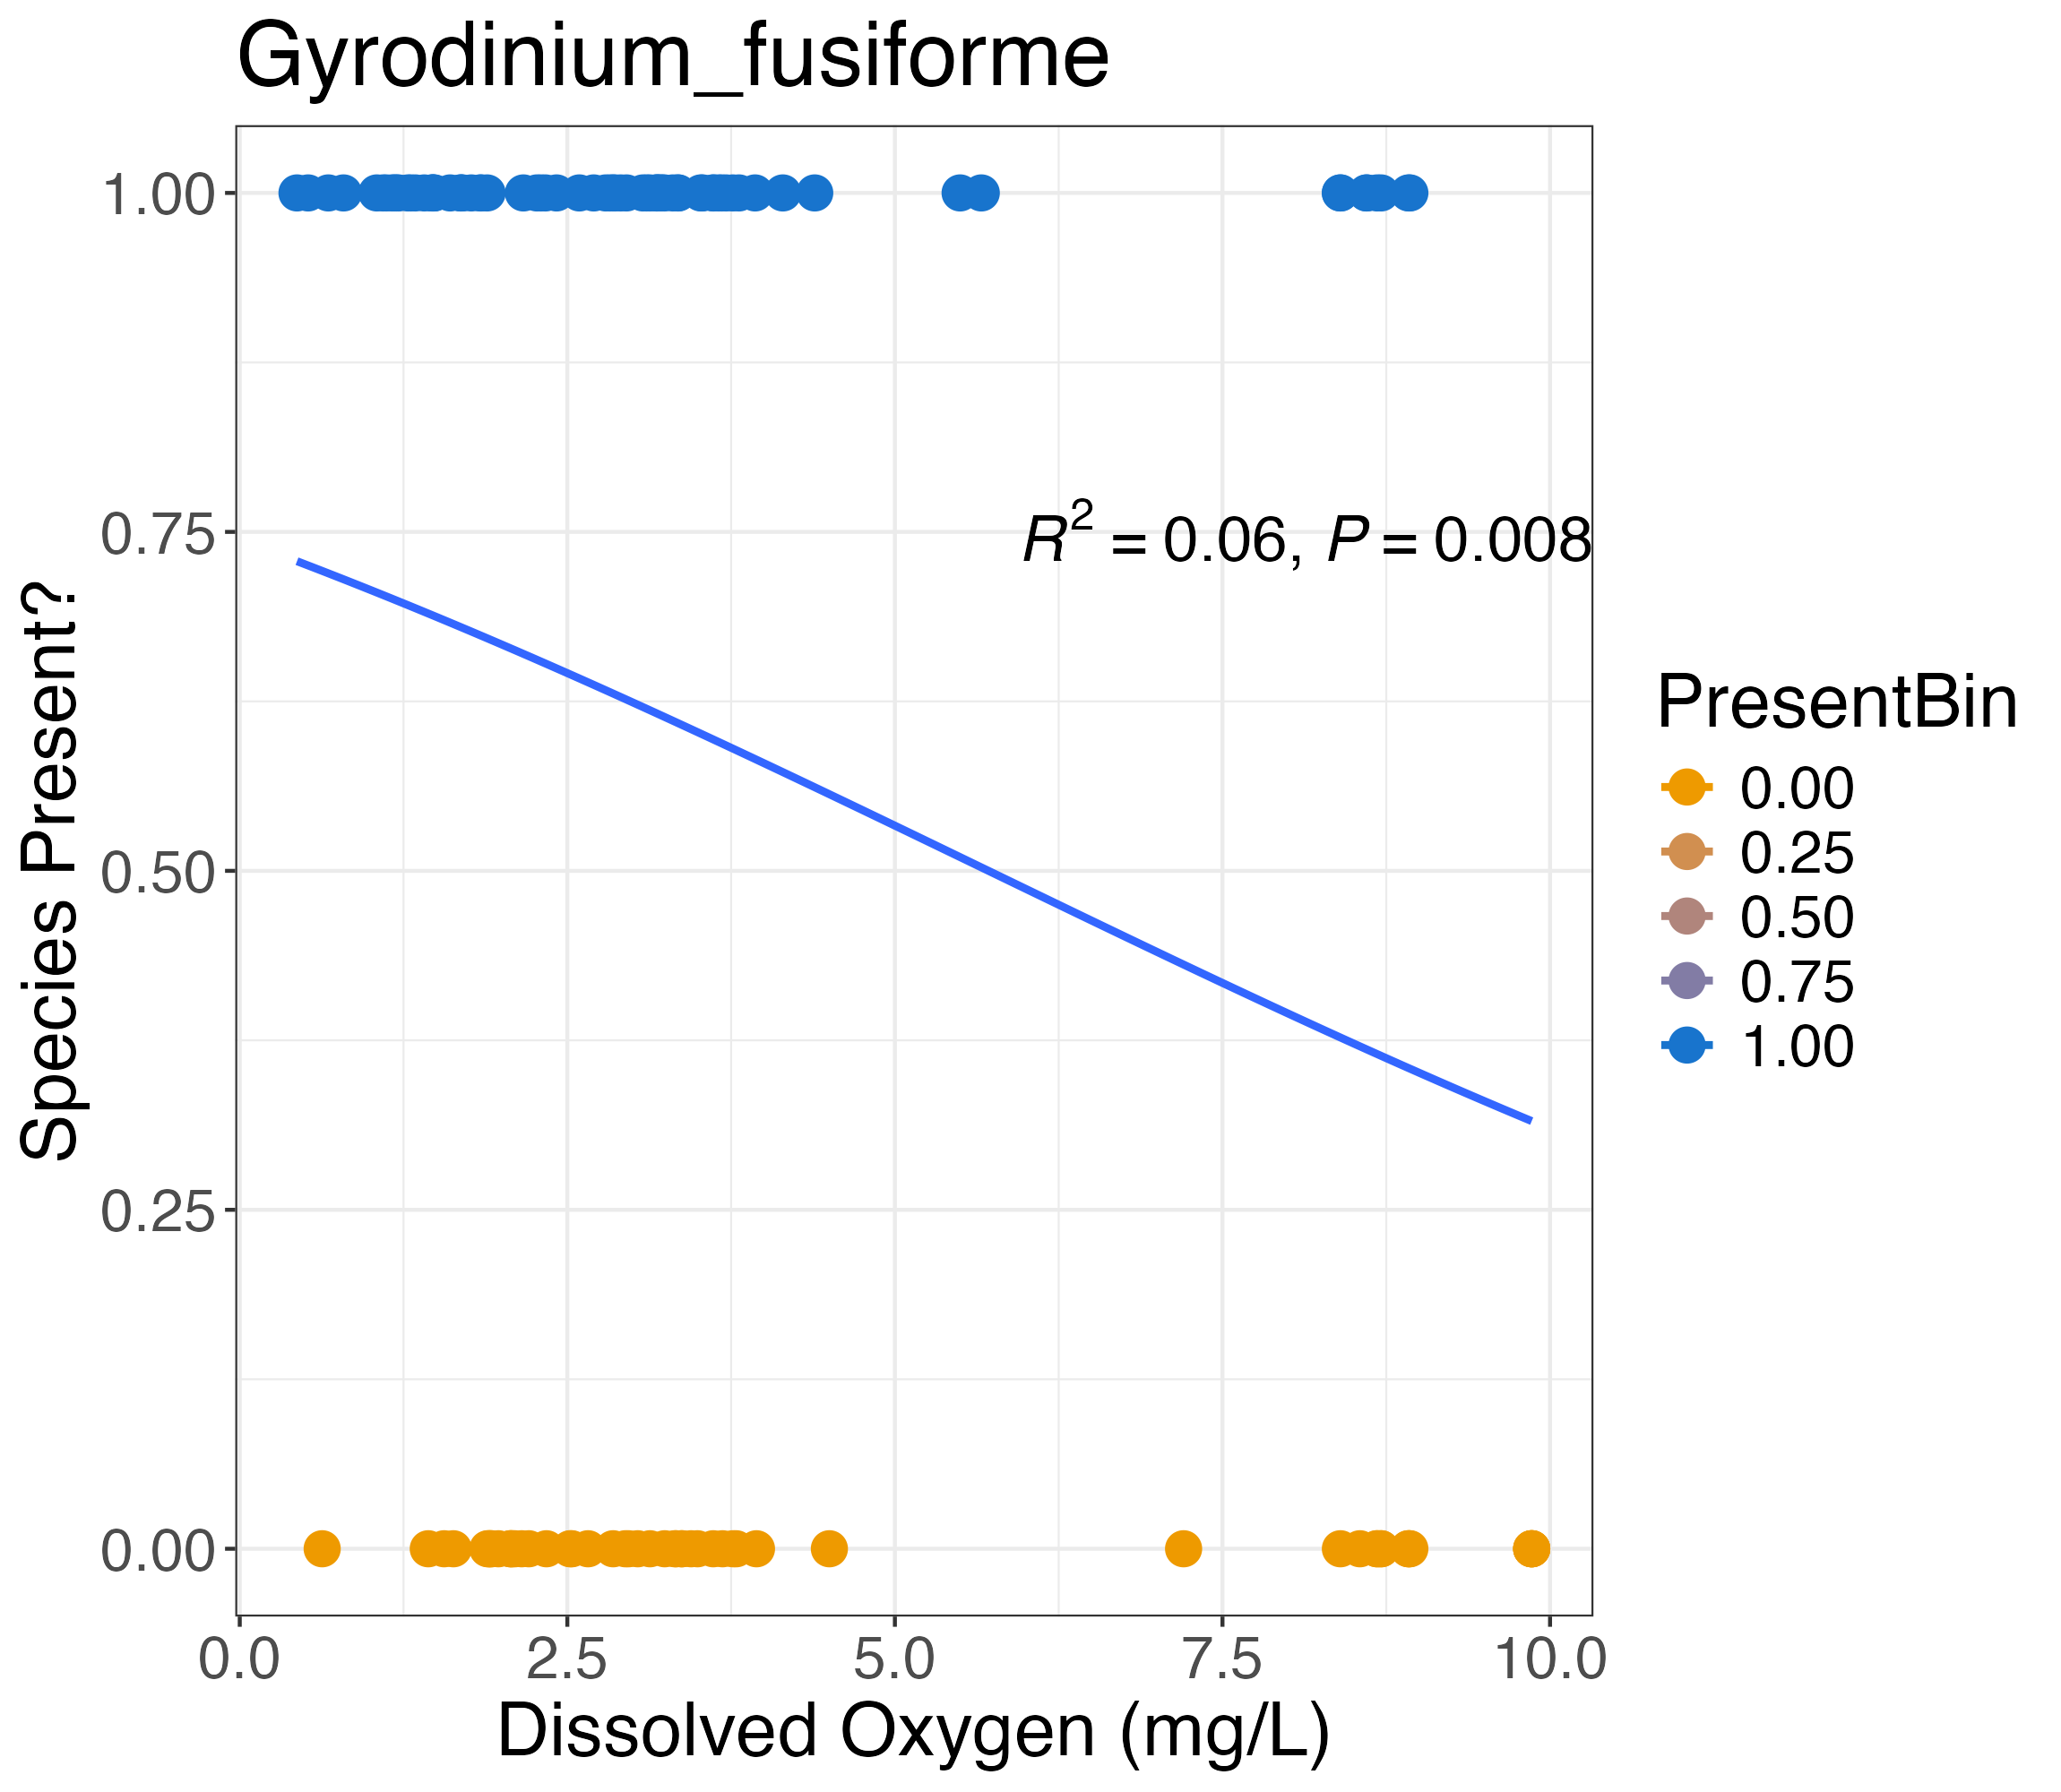 Gyrodinium_fusiforme
1.00
0.75
0.50
0.25
0.00
Species Present?
R² = 0.06, P = 0.008
0.0 2.5 5.0 7.5 10.0
Dissolved Oxygen (mg/L)
PresentBin
0.00
0.25
0.50
0.75
1.00